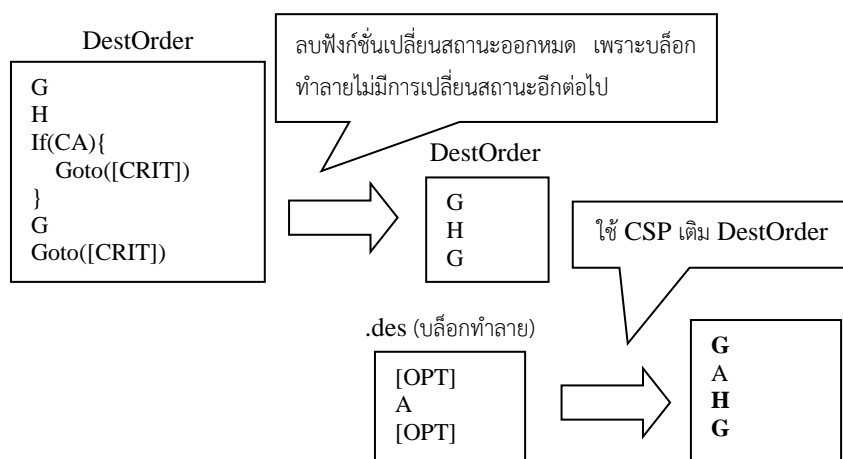 DestOrder
G
H
If(CA){
Goto([CRIT])
}
G
Goto([CRIT])
ลบฟังก์ชั่นเปลี่ยนสถานะออกหมด เพราะบล็อก
ทำลายไม่มีการเปลี่ยนสถานะอีกต่อไป
DestOrder
G
H
G
ใช้ CSP เติม DestOrder
.des (บล็อกทำลาย)
[OPT]
A
[OPT]
G
A
H
G